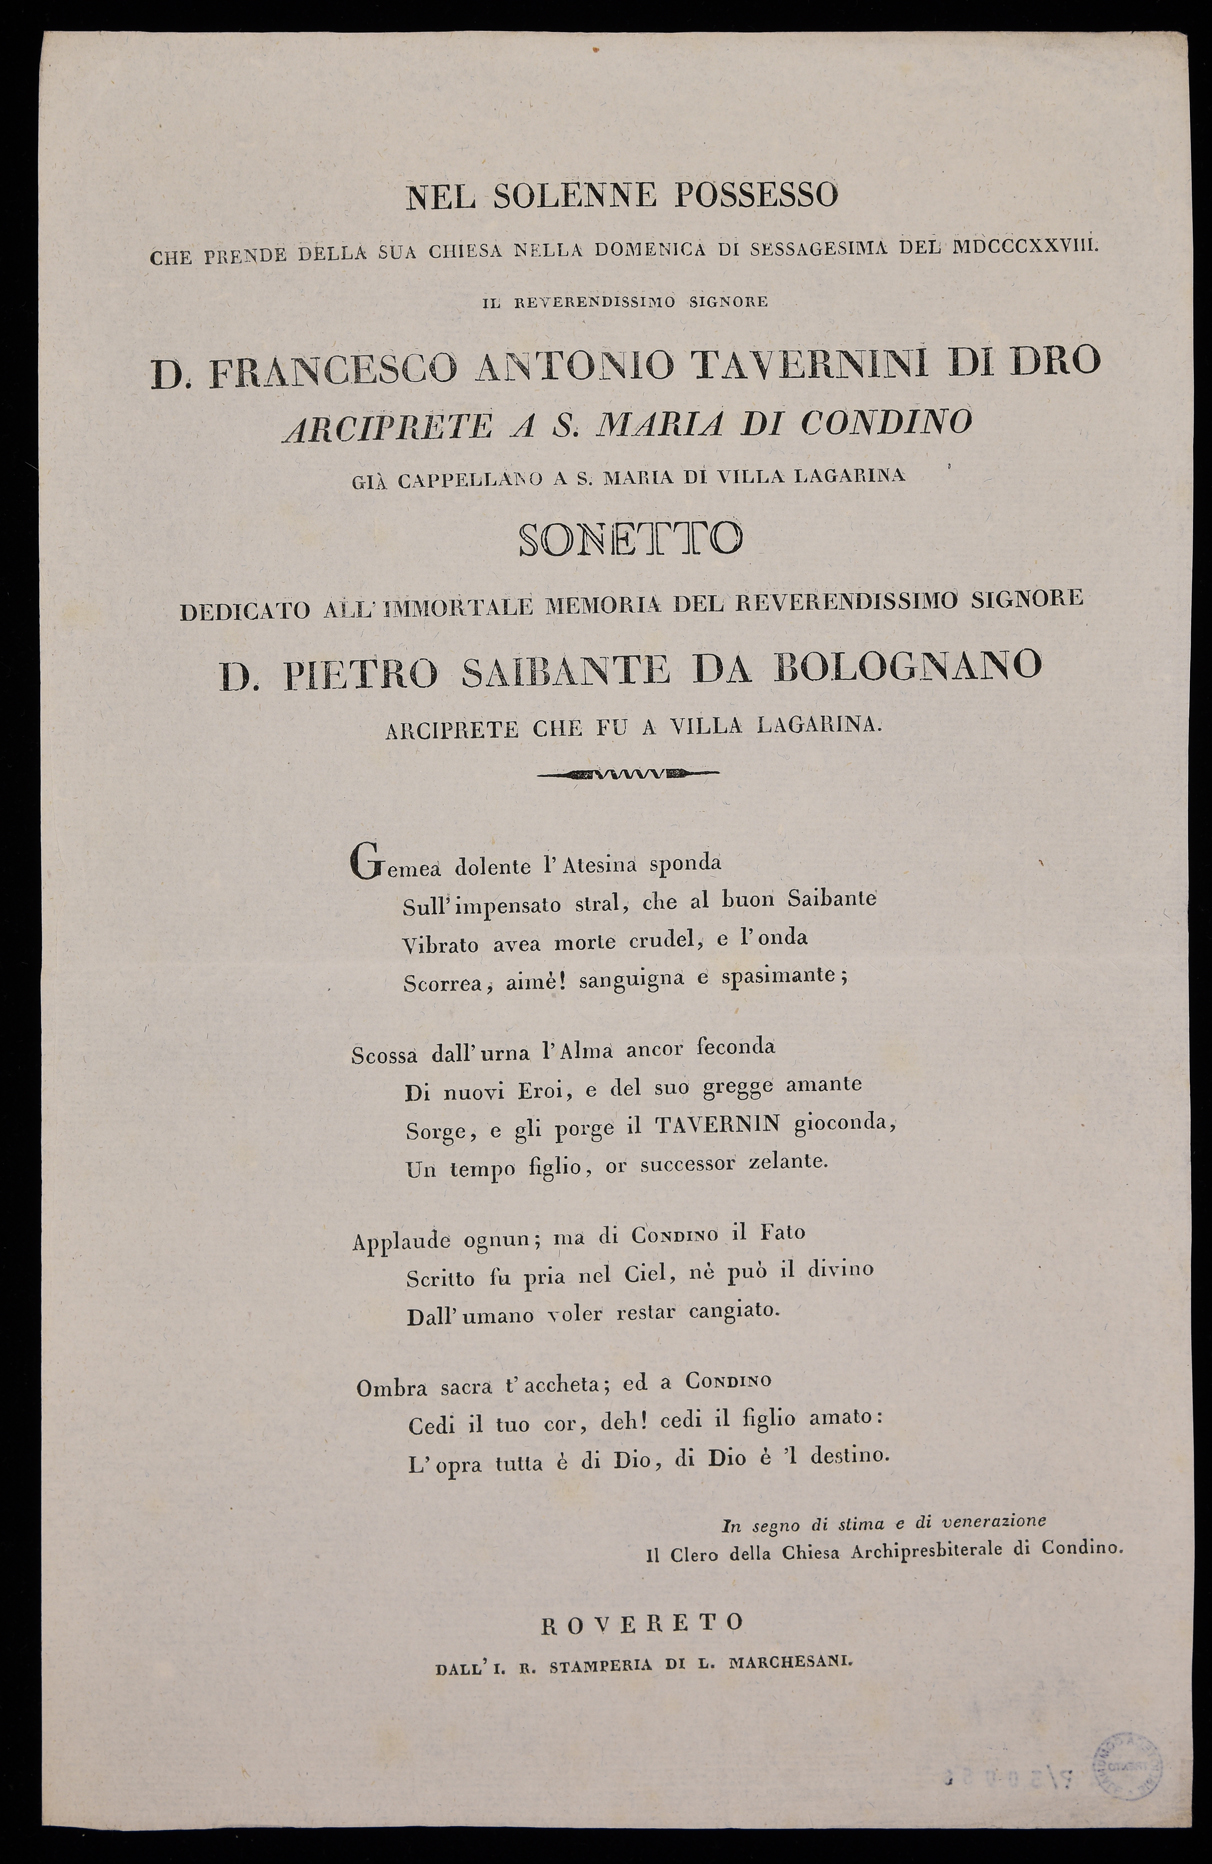 NEL SOLENNE POSSESSO
CHE PRENDE DELLA SUA CHIESA NELLA DOMENICA DI SESSAGESIMA DEL MDCCCXXVIII.
IL REVERENDISSIMO SIGNORE
D. FRANCESCO ANTONIO TAVERNINI DI DRO
ARCIPRETE A S. MARIA DI CONDINO
GIÀ CAPPELLANO A S. MARIA DI VILLA LAGARINA
SONETTO
DEDICATO ALL' IMMORTALE MEMORIA DEL REVERENDISSIMO SIGNORE
D. PIETRO SAIBANTE DA BOLOGNANO
ARCIPRETE CHE FU A VILLA LAGARINA.
Gemea dolente l' Atesina sponda
Sull' impensato stral, che al buon Saibante
Vibrato avea morte crudel, e l' onda
Scorrea, aimè! sanguigna e spasimante;
Scossa dall' urna l' Alma ancor feconda
Di nuovi Eroi, e del suo gregge amante
Sorge, e gli porge il TAVERNIN gioconda,
Un tempo figlio, or successor zelante.
Applaude ognun; ma di CONDINO il Fato
Scritto fu pria nel Ciel, nè può il divino
Dall' umano voler restar cangiato.
Ombra sacra t' accheta; ed a CONDINO
Cedi il tuo cor, deh! cedi il figlio amato:
L' opra tutta è di Dio, di Dio è 'l destino.
In segno di stima e di venerazione
Il Clero della Chiesa Archipresbiterale di Condino.
ROVERETO
DALL' I. R. STAMPERIA DI L. MARCHESANI.